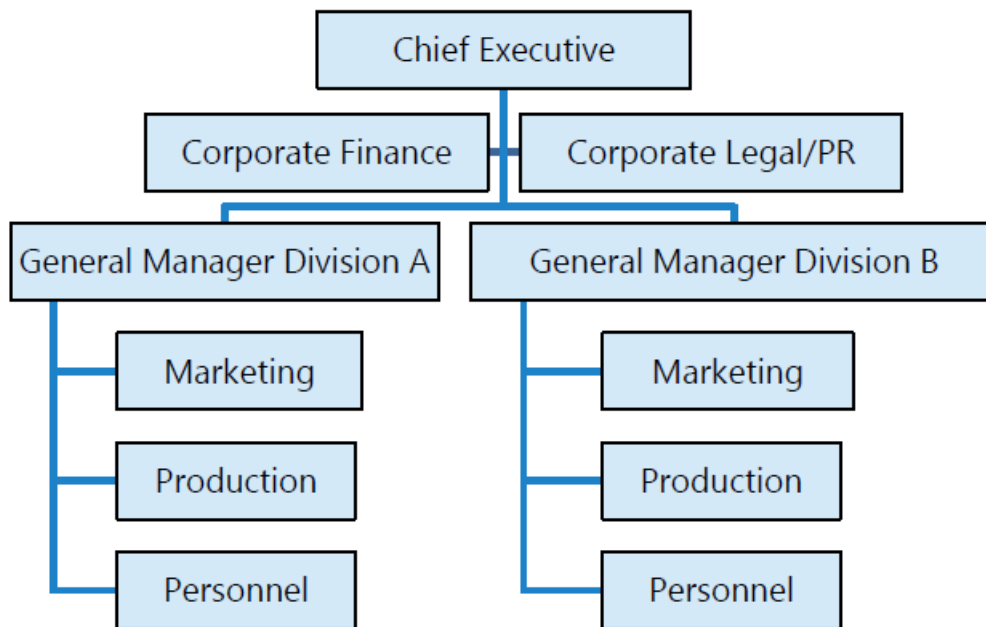 Chief Executive
Corporate Finance
Corporate Legal/PR
General Manager Division A
General Manager Division B
Marketing
Production
Personnel
Marketing
Production
Personnel